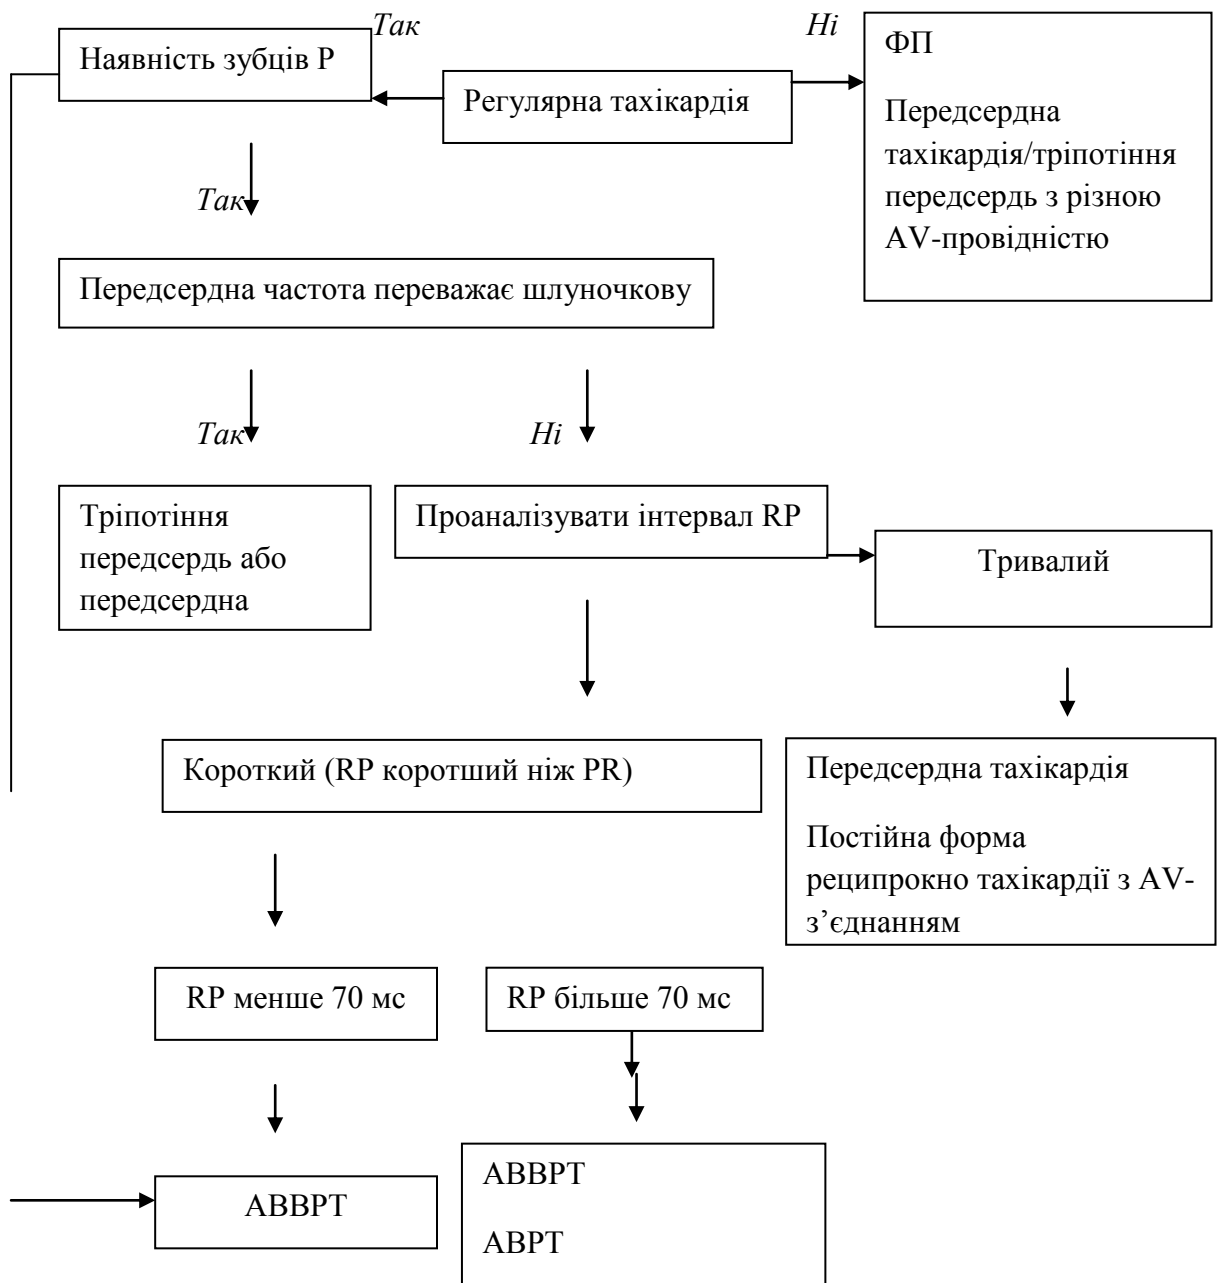 Так
Ні
Наявність зубців Р
Регулярна тахікардія
ФП
Передсердна
тахікардія/тріпотіння
передсердь з різною
AV-провідністю
Так
Передсердна частота переважає шлуночкову
Так
Ні
Тріпотіння
передсердь або
передсердна
Проаналізувати інтервал RP
Тривалий
Короткий (RP коротший ніж PR)
Передсердна тахікардія
Постійна форма
реципрокно тахікардії з AV-
з’єднанням
RP менше 70 мс
RP більше 70 мс
АВВРТ
АВВРТ
АВРТ